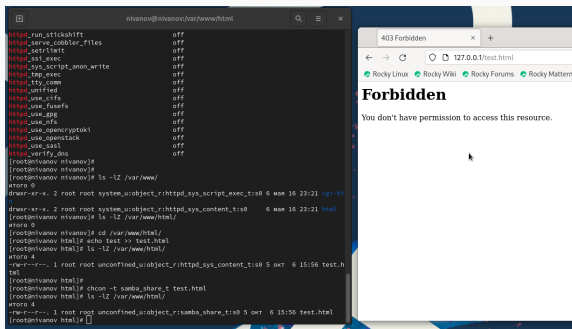 nivanov@nivanov:/var/www/html
httpd_run_stickshift off
httpd_serve_cobbler_files off
httpd_setrlimit off
httpd_ssi_exec off
httpd_sys_script_anon_write off
httpd_tmp_exec off
httpd_tty_comm off
httpd_unified off
httpd_use_cifs off
httpd_use_fusefs off
httpd_use_gpg off
httpd_use_nfs off
httpd_use_opencryptoki off
httpd_use_openstack off
httpd_use_sasl off
httpd_verify_dns off
[root@nivanov nivanov]#
[root@nivanov nivanov]#
[root@nivanov nivanov]# ls -lZ /var/www/
итого 0
drwxr-xr-x. 2 root root system_u:object_r:httpd_sys_script_exec_t:s0 6 мая 16 23:21 cgi-bi
n
drwxr-xr-x. 2 root root system_u:object_r:httpd_sys_content_t:s0 6 мая 16 23:21 html
[root@nivanov nivanov]# ls -lZ /var/www/html/
итого 0
[root@nivanov nivanov]# cd /var/www/html/
[root@nivanov html]# echo test >> test.html
[root@nivanov html]# ls -lZ /var/www/html/
итого 4
-rw-r--r--. 1 root root unconfined_u:object_r:httpd_sys_content_t:s0 5 окт 6 15:56 test.h
tml
[root@nivanov html]#
[root@nivanov html]# chcon -t samba_share_t test.html
[root@nivanov html]# ls -lZ /var/www/html/
итого 4
-rw-r--r--. 1 root root unconfined_u:object_r:samba_share_t:s0 5 окт 6 15:56 test.html
[root@nivanov html]#
403 Forbidden
127.0.0.1/test.html
Rocky Linux Rocky Wiki Rocky Forums Rocky Mattern
Forbidden
You don't have permission to access this resource.